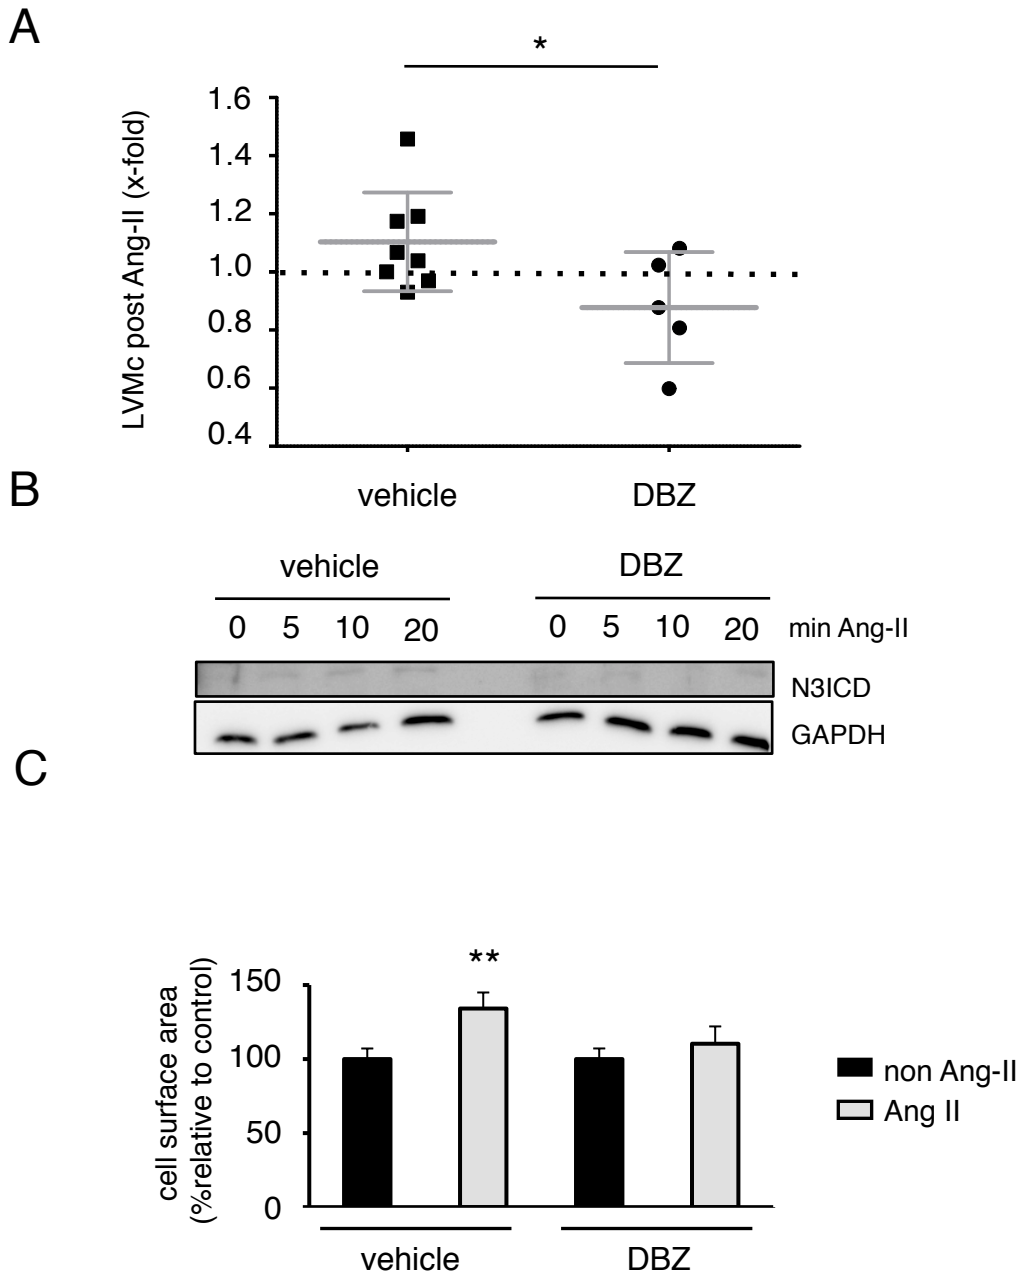 A
*
LVMc post Ang-II (x-fold)
1.6
1.4
1.2
1.0
0.8
0.6
0.4
vehicle DBZ
B
vehicle DBZ
0 5 10 20 0 5 10 20 min Ang-II
N3ICD
GAPDH
C
**
cell surface area
(%relative to control)
150
100
50
0
non Ang-II
Ang II
vehicle DBZ